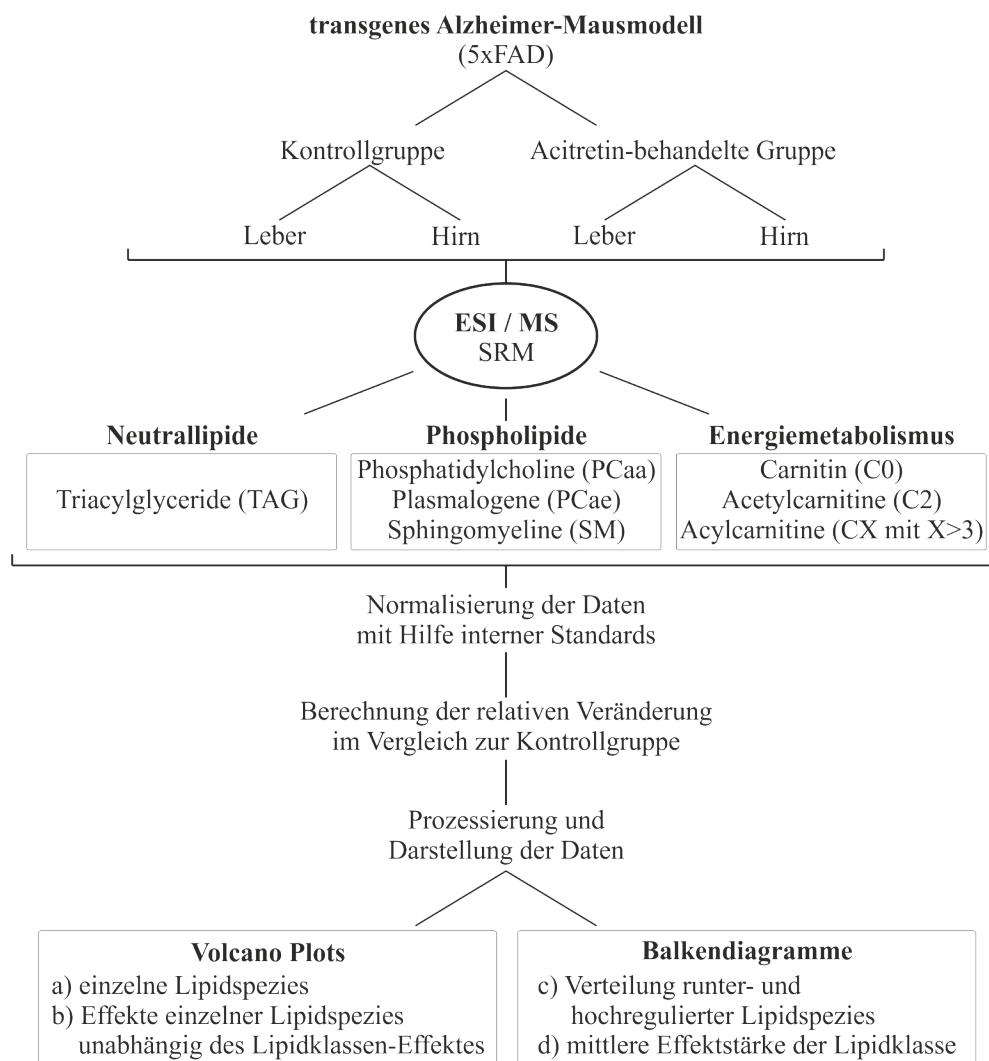 transgenes Alzheimer-Mausmodell
(5xFAD)
Kontrollgruppe
Acitretin-behandelte Gruppe
Leber
Hirn
Leber
Hirn
ESI / MS
SRM
Neutrallipide
Triacylglyceride (TAG)
Phospholipide
Phosphatidylcholine (PCaa)
Plasmalogene (PCae)
Sphingomyeline (SM)
Energiemetabolismus
Carnitin (C0)
Acetylcarnitine (C2)
Acylcarnitine (CX mit X>3)
Normalisierung der Daten
mit Hilfe interner Standards
Berechnung der relativen Veränderung
im Vergleich zur Kontrollgruppe
Prozessierung und
Darstellung der Daten
Volcano Plots
a) einzelne Lipidspezies
b) Effekte einzelner Lipidspezies
unabhängig des Lipidklassen-Effektes
Balkendiagramme
c) Verteilung runter- und
hochregulierter Lipidspezies
d) mittlere Effektstärke der Lipidklasse